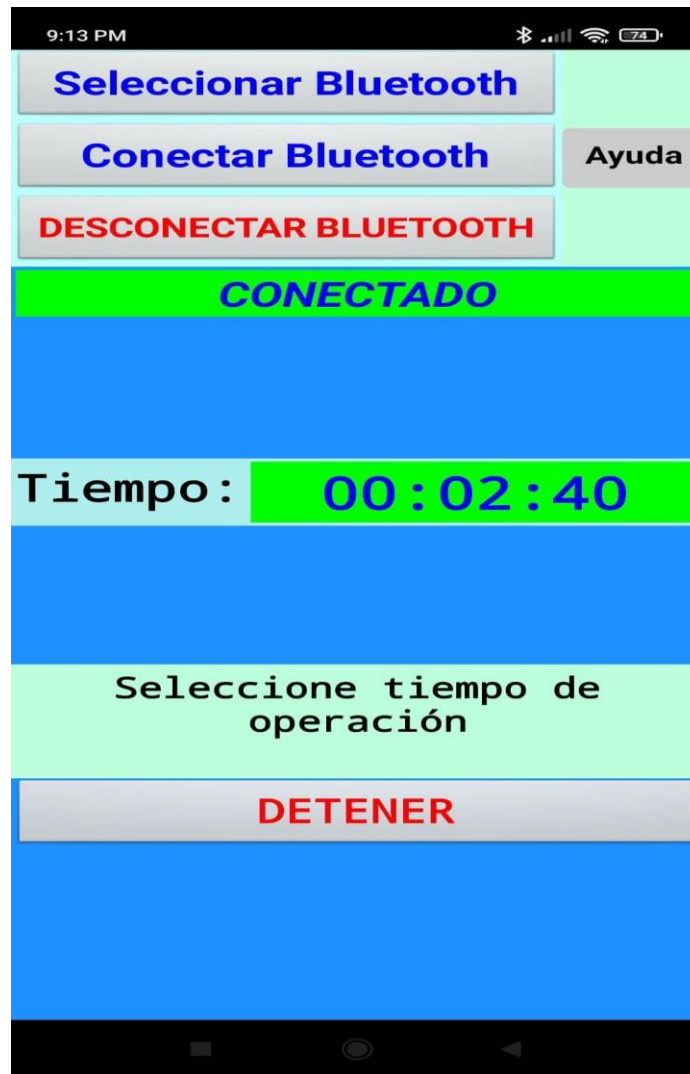 9:13 PM
74
Seleccionar Bluetooth
Conectar Bluetooth
Ayuda
DESCONECTAR BLUETOOTH
CONECTADO
Tiempo: 00:02:40
Seleccione tiempo de
operación
DETENER